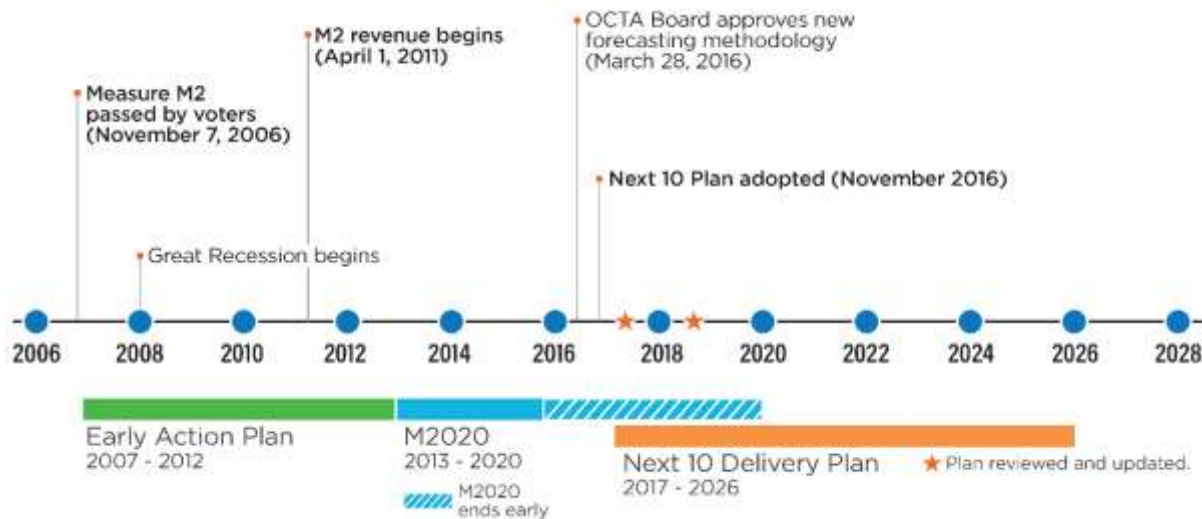 M2 revenue begins
(April 1, 2011)
OCTA Board approves new
forecasting methodology
(March 28, 2016)
Measure M2
passed by voters
(November 7, 2006)
Next 10 Plan adopted (November 2016)
Great Recession begins
2006 2008 2010 2012 2014 2016 2018 2020 2022 2024 2026 2028
Early Action Plan
2007 - 2012
M2020
2013 - 2020
M2020
ends early
Next 10 Delivery Plan
2017 - 2026
Plan reviewed and updated.